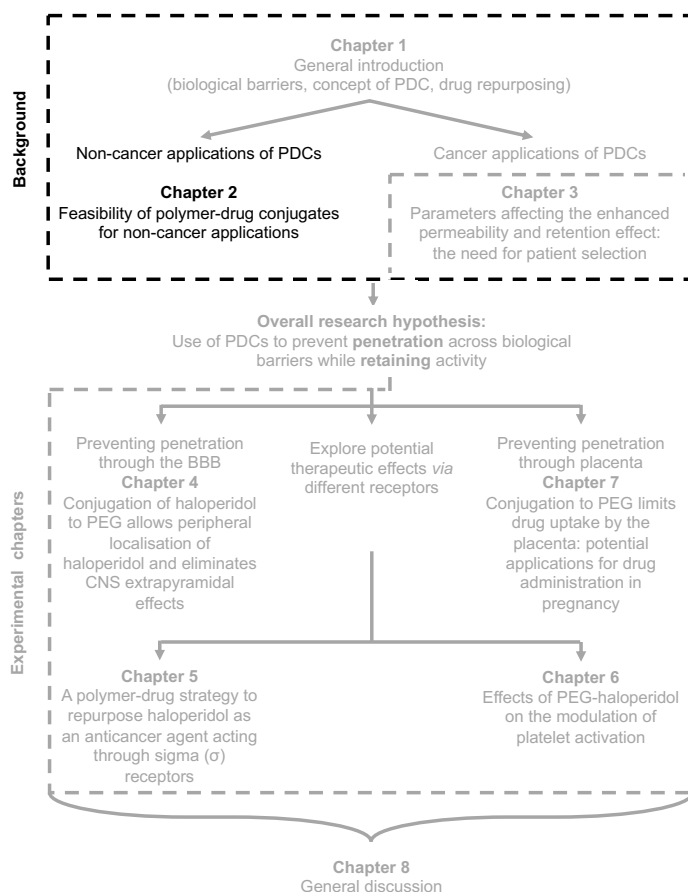 Background
Chapter 1
General introduction
(biological barriers, concept of PDC, drug repurposing)
Non-cancer applications of PDCs
Cancer applications of PDCs
Chapter 2
Feasibility of polymer-drug conjugates
for non-cancer applications
Chapter 3
Parameters affecting the enhanced
permeability and retention effect:
the need for patient selection
Overall research hypothesis:
Use of PDCs to prevent penetration across biological
barriers while retaining activity
Experimental chapters
Preventing penetration
through the BBB
Chapter 4
Conjugation of haloperidol
to PEG allows peripheral
localisation of
haloperidol and eliminates
CNS extrapyramidal
effects
Explore potential
therapeutic effects via
different receptors
Preventing penetration
through placenta
Chapter 7
Conjugation to PEG limits
drug uptake by the
placenta: potential
applications for drug
administration in
pregnancy
Chapter 5
A polymer-drug strategy to
repurpose haloperidol as
an anticancer agent acting
through sigma (σ)
receptors
Chapter 6
Effects of PEG-haloperidol
on the modulation of
platelet activation
Chapter 8
General discussion